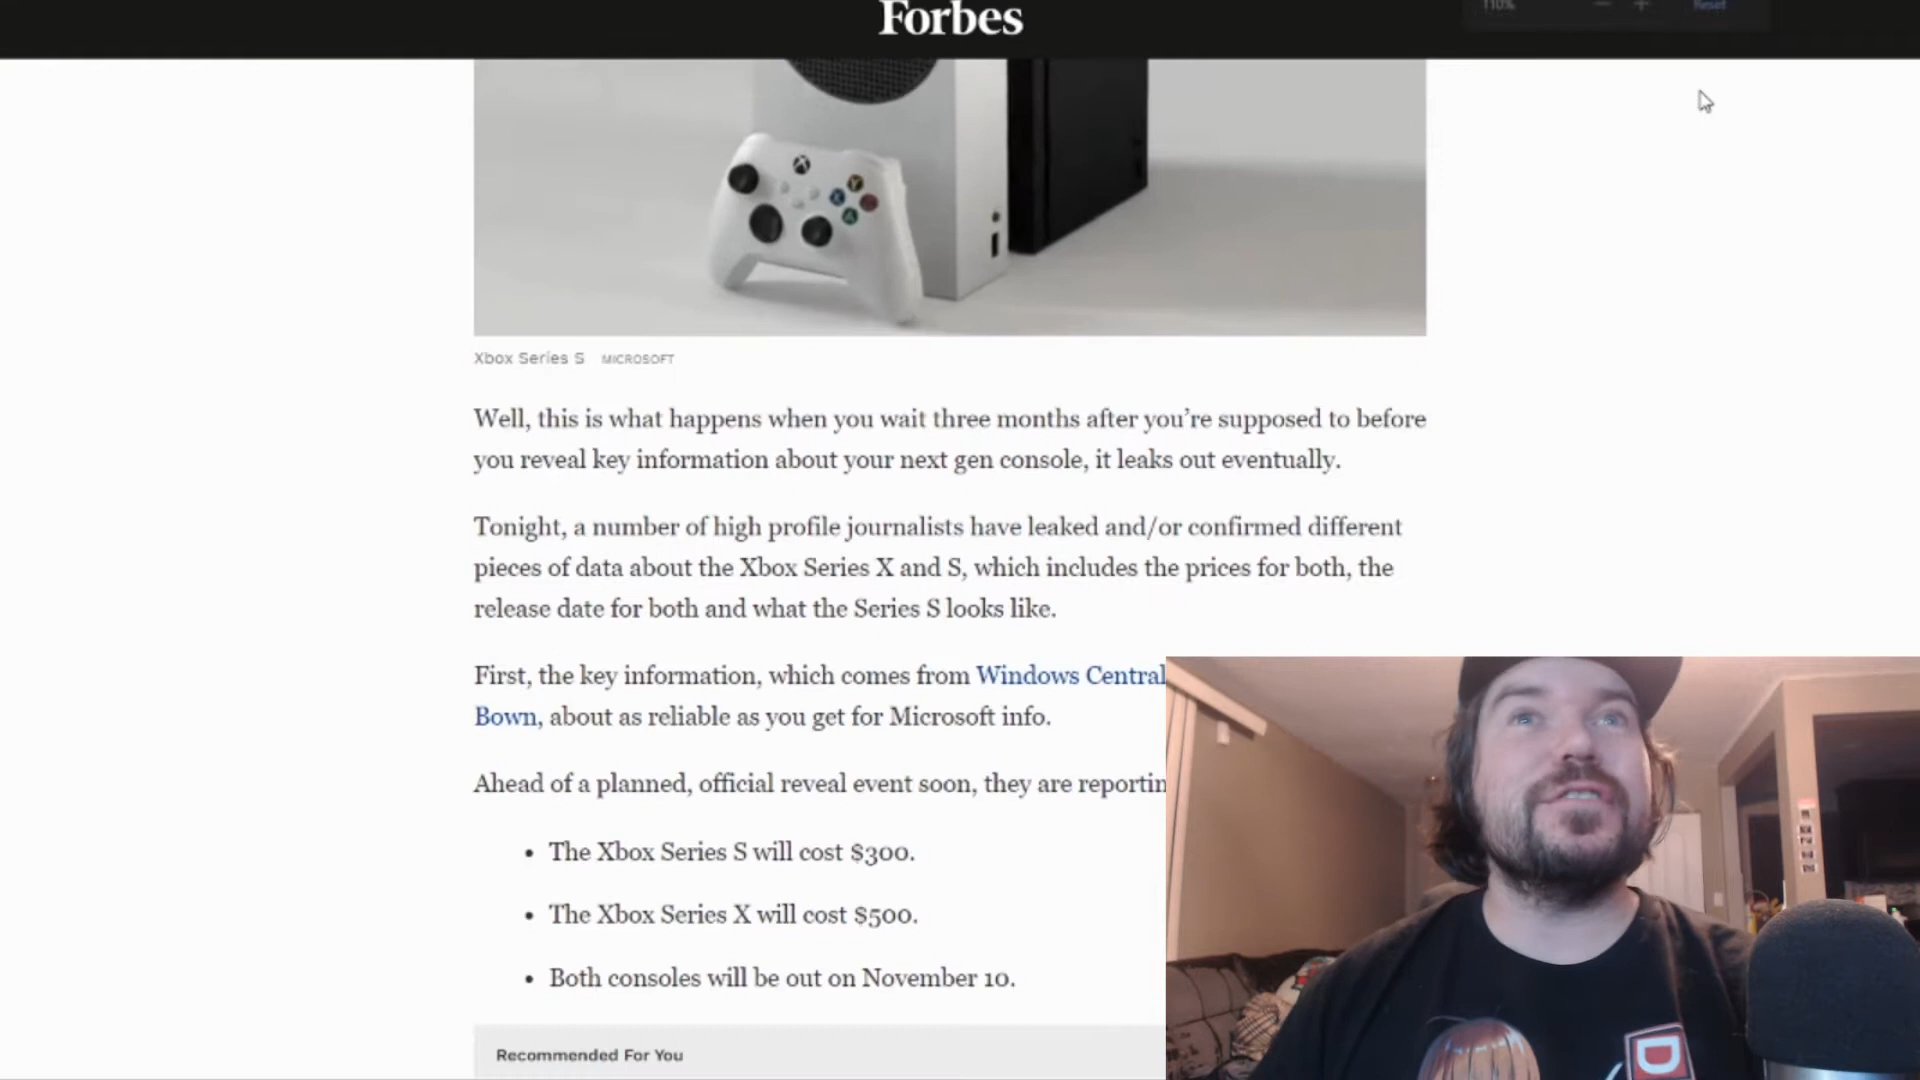 110%
Reset
Forbes
Xbox Series S MICROSOFT
Well, this is what happens when you wait three months after you’re supposed to before
you reveal key information about your next gen console, it leaks out eventually.
Tonight, a number of high profile journalists have leaked and/or confirmed different
pieces of data about the Xbox Series X and S, which includes the prices for both, the
release date for both and what the Series S looks like.
First, the key information, which comes from Windows Central
Bown, about as reliable as you get for Microsoft info.
Ahead of a planned, official reveal event soon, they are reportin
• The Xbox Series S will cost $300.
• The Xbox Series X will cost $500.
• Both consoles will be out on November 10.
Recommended For You
Y
X
A
D